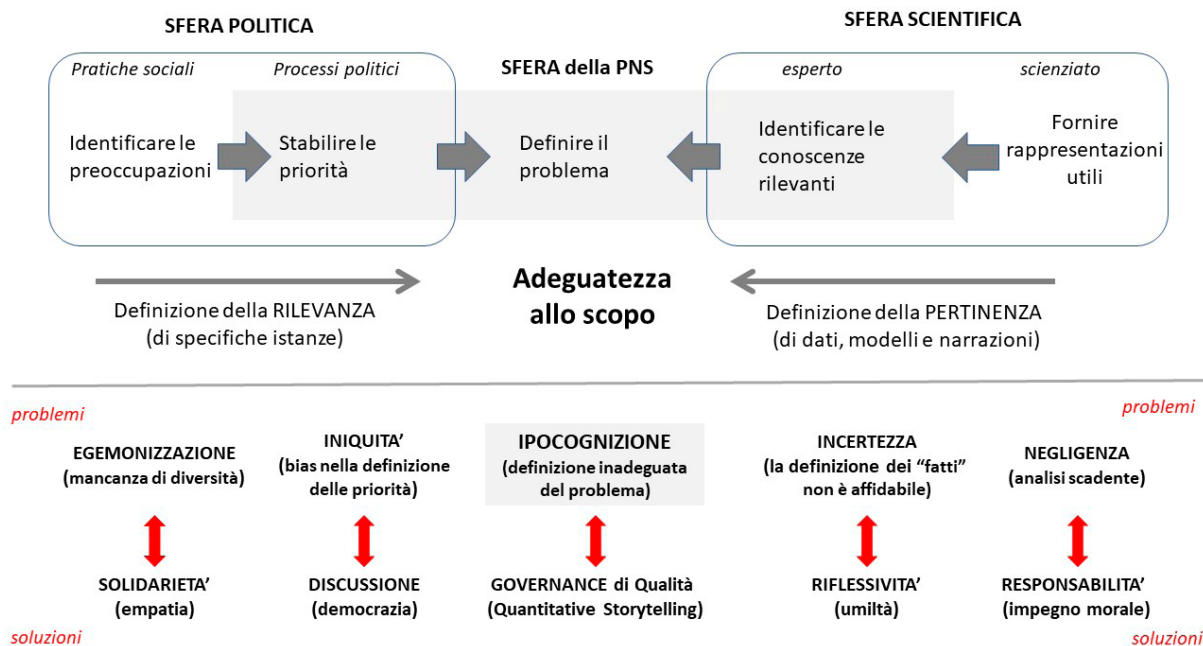 SFERA POLITICA
SFERA SCIENTIFICA
Pratiche sociali
Processi politici
SFERA della PNS
esperto
scienziato
Identificare le
preoccupazioni
Stabilire le
priorità
Definire il
problema
Identificare le
conoscenze
rilevanti
Fornire
rappresentazioni
utili
Definizione della RILEVANZA
(di specifiche istanze)
Adeguatezza
allo scopo
Definizione della PERTINENZA
(di dati, modelli e narrazioni)
problemi
problemi
EGEMONIZZAZIONE
(mancanza di diversità)
INIQUITA’
(bias nella definizione
delle priorità)
IPOCOGNIZIONE
(definizione inadeguata
del problema)
INCERTEZZA
(la definizione dei “fatti”
non è affidabile)
NEGLIGENZA
(analisi scadente)
SOLIDARIETA’
(empatia)
DISCUSSIONE
(democrazia)
GOVERNANCE di Qualità
(Quantitative Storytelling)
RIFLESSIVITA’
(umiltà)
RESPONSABILITA’
(impegno morale)
soluzioni
soluzioni